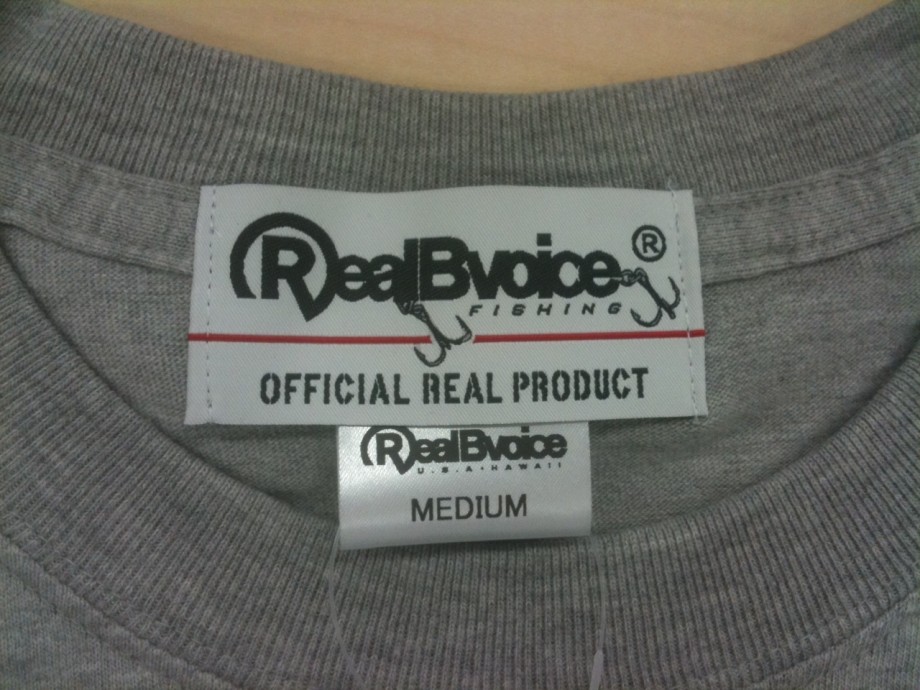 RealBvoice ®
FISHING
OFFICIAL REAL PRODUCT
RealBvoice
U.S.A・HAWAII
MEDIUM